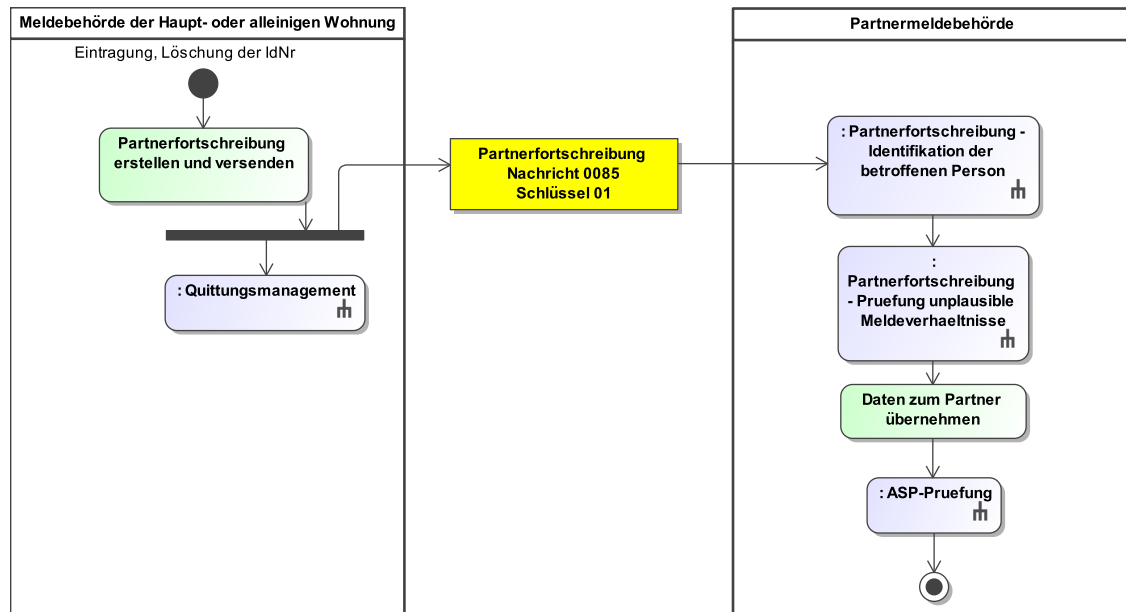 Meldebehörde der Haupt- oder alleinigen Wohnung
Eintragung, Löschung der IdNr
Partnerfortschreibung
erstellen und versenden
: Quittungsmanagement
Partnerfortschreibung
Nachricht 0085
Schlüssel 01
Partnermeldebehörde
: Partnerfortschreibung -
Identifikation der
betroffenen Person
:
Partnerfortschreibung
- Pruefung unplausible
Meldeverhaeltnisse
Daten zum Partner
übernehmen
: ASP-Pruefung